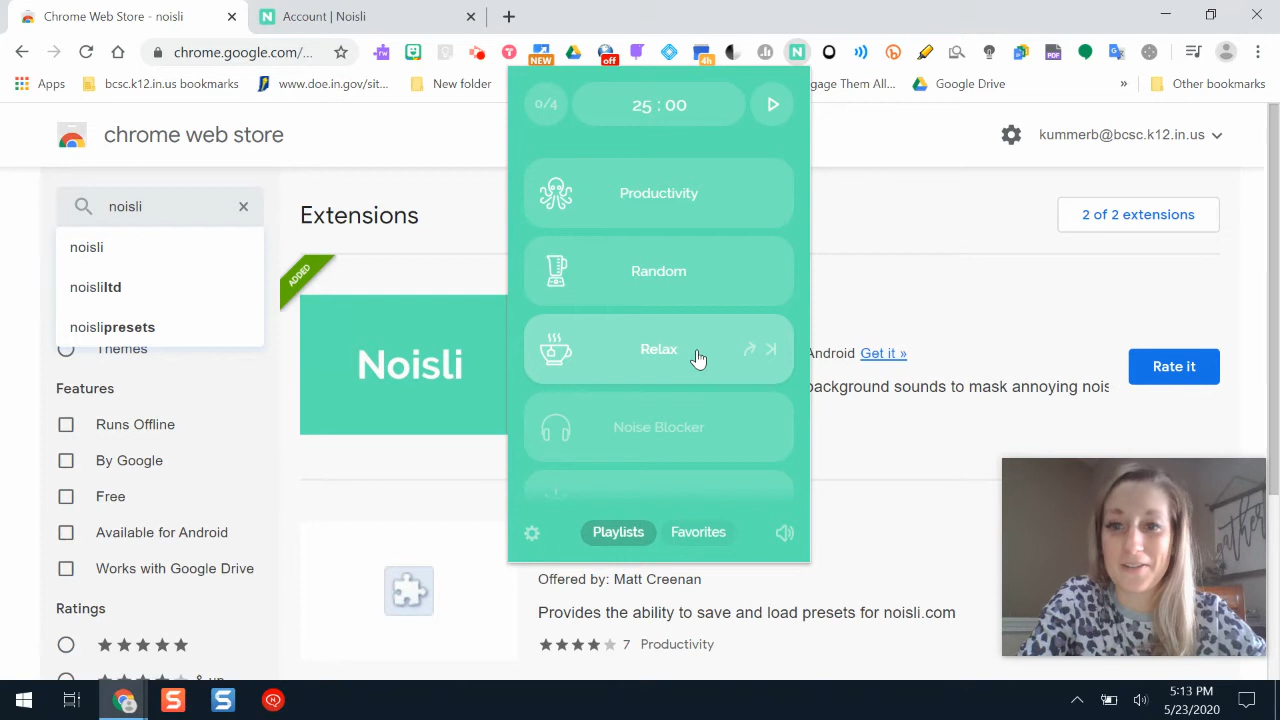 Chrome Web Store - noisli
Account | Noisli
chrome.google.com/...
NEW
off
4h
PDF
Apps
bcsc.k12.in.us bookmarks
www.doe.in.gov/sit...
New folder
gage Them All...
Google Drive
»
Other bookmarks
chrome web store
kummerb@bcsc.k12.in.us
noisli
noisli
noisliltd
noislipresets
Themes
Features
Runs Offline
By Google
Free
Available for Android
Works with Google Drive
Ratings
& up
Extensions
2 of 2 extensions
ADDED
Noisli
Android Get it »
background sounds to mask annoying nois
Rate it
0/4
25 : 00
Productivity
Random
Relax
Noise Blocker
Playlists
Favorites
Offered by: Matt Creenan
Provides the ability to save and load presets for noisli.com
7 Productivity
gather
5:13 PM
5/23/2020